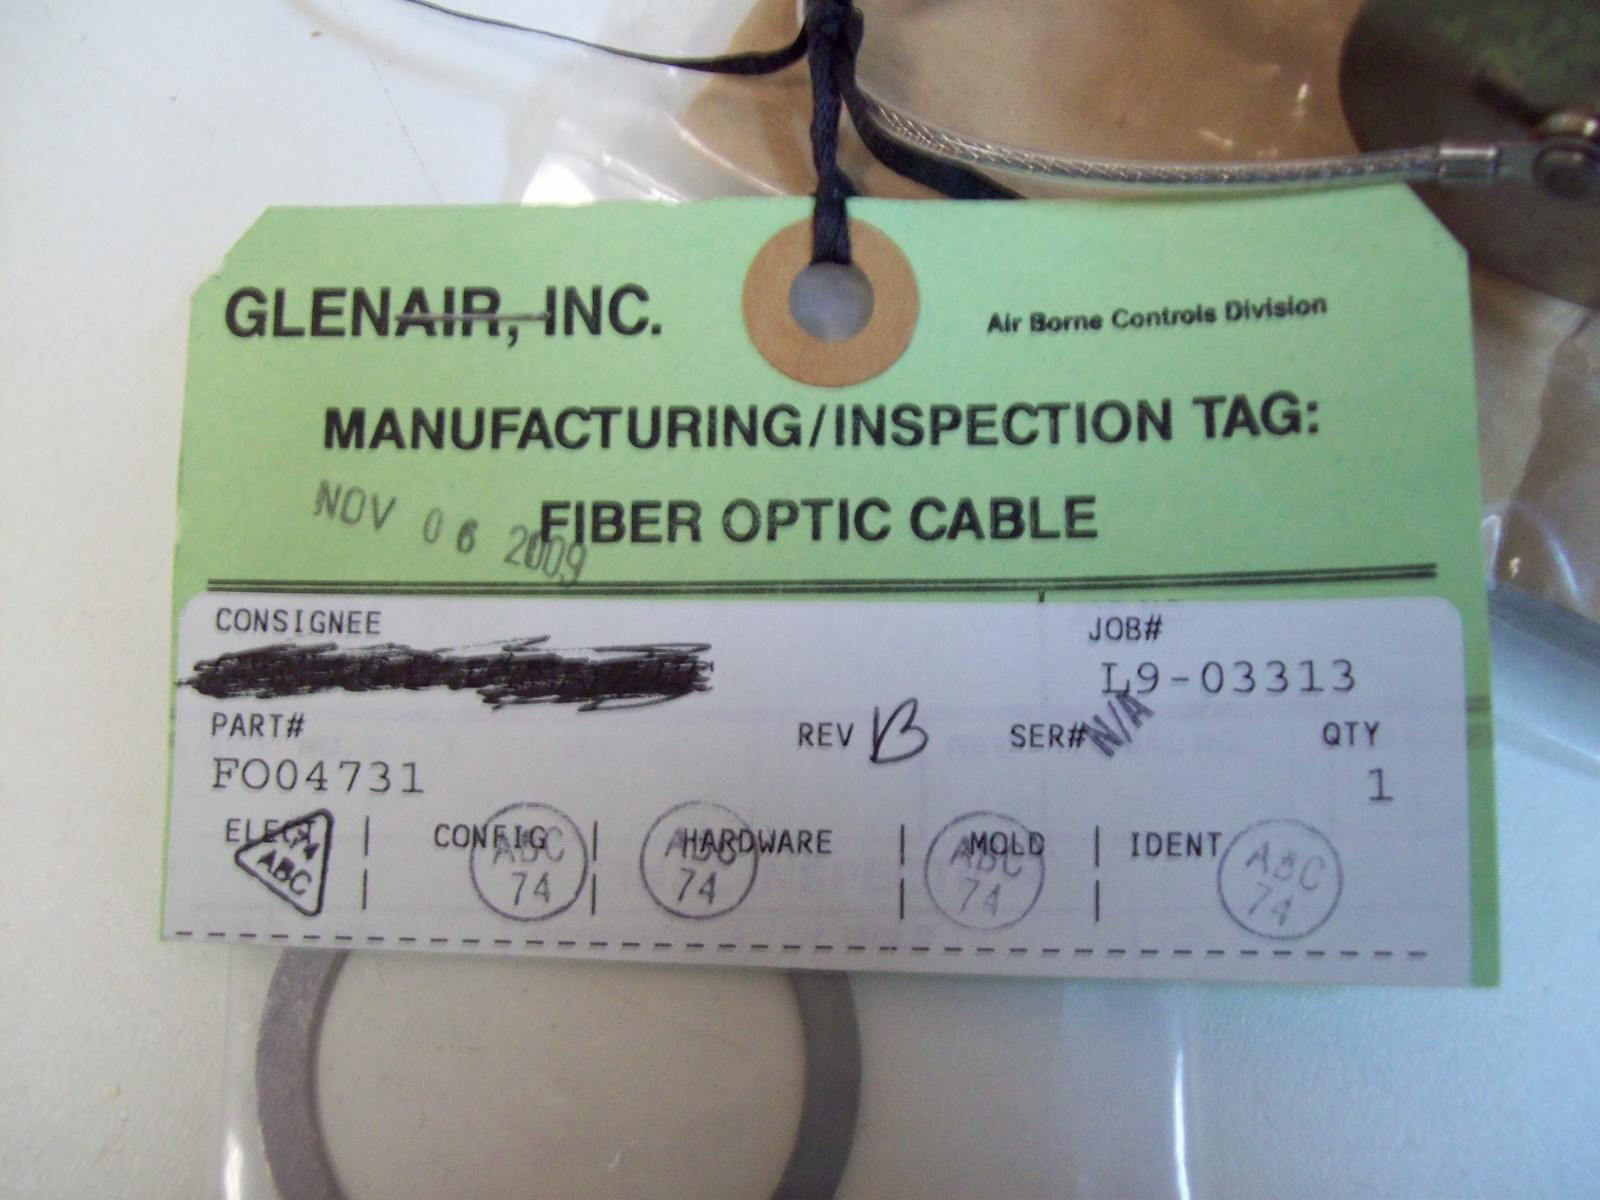 GLENAIR, INC.
Air Borne Controls Division
MANUFACTURING/INSPECTION TAG:
FIBER OPTIC CABLE
NOV 06 2009
CONSIGNEE
JOB#
L9-03313
PART#
REV B
SER# N/A
QTY
FO04731
1
ELECT | CONFIG | HARDWARE | MOLD | IDENT
74 ABC
ABC 74
ABC 74
ABC 74
ABC 74